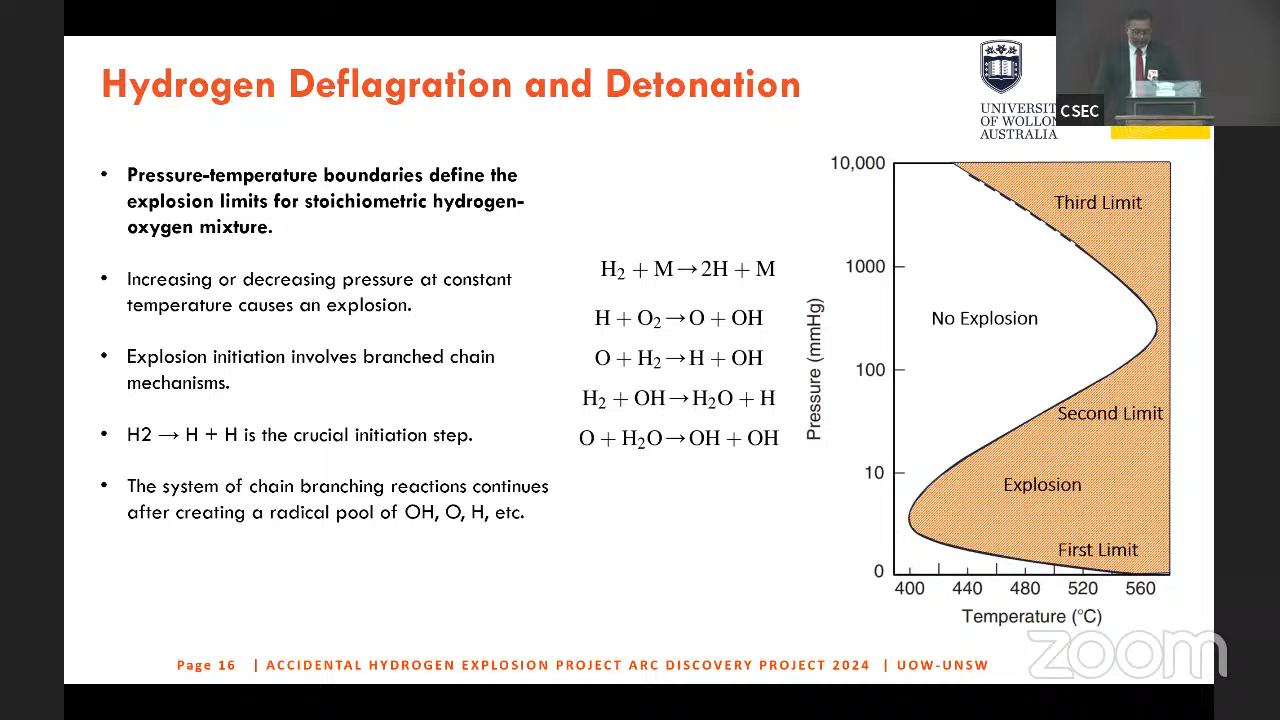 Hydrogen Deflagration and Detonation
UNIVERSIT
OF WOLLON
AUSTRALIA
CSEC
• Pressure-temperature boundaries define the
explosion limits for stoichiometric hydrogen-
oxygen mixture.
• Increasing or decreasing pressure at constant
temperature causes an explosion.
• Explosion initiation involves branched chain
mechanisms.
• H2 → H + H is the crucial initiation step.
• The system of chain branching reactions continues
after creating a radical pool of OH, O, H, etc.
H₂ + M → 2H + M
H + O₂ → O + OH
O + H₂ → H + OH
H₂ + OH → H₂O + H
O + H₂O → OH + OH
Pressure (mmHg)
10,000
1000
100
10
0
Third Limit
No Explosion
Second Limit
Explosion
First Limit
400 440 480 520 560
Temperature (°C)
zoom
Page 16 | ACCIDENTAL HYDROGEN EXPLOSION PROJECT ARC DISCOVERY PROJECT 2024 | UOW-UNSW